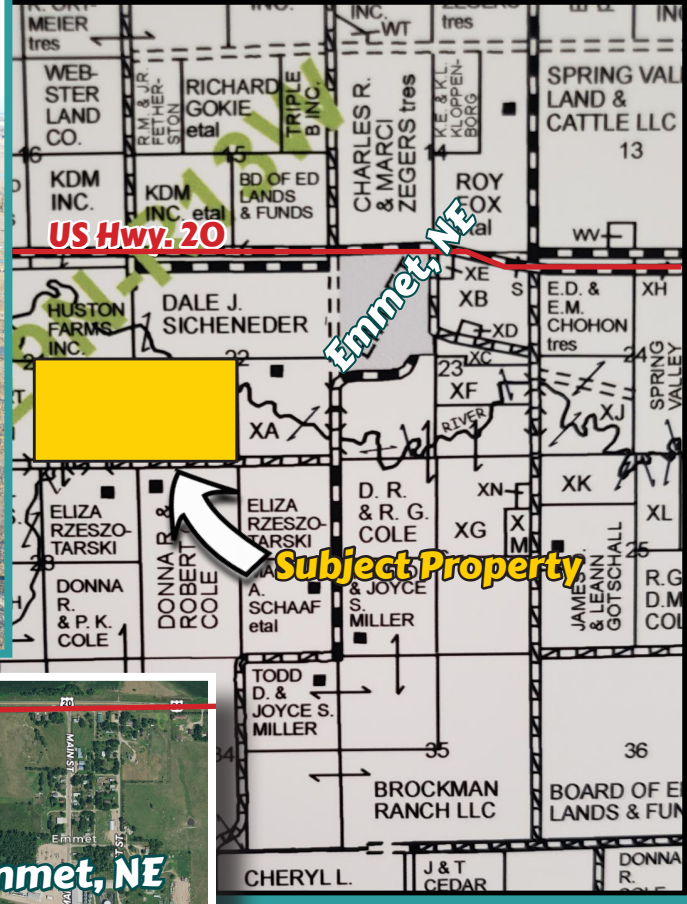 MEIER
tres
INC.
INC.
WT
tres
WEB-
STER
LAND
CO.
R.M. & J.R.
FETHER-
STON
RICHARD
GOKIE
etal
TRIPLE
B INC.
CHARLES R.
& MARCI
ZEGERS tres
K.E. & K.L.
KLOPPEN-
BORG
SPRING VAL
LAND &
CATTLE LLC
13
16
15
14
KDM
INC.
KDM
INC. etal
BD OF ED
LANDS
& FUNDS
ROY
FOX
WV
US Hwy. 20
Emmet, NE
HUSTON
FARMS
INC.
DALE J.
SICHENEDER
22
XE
XB
S
XD
XC
23
XF
RIVER
E.D. &
E.M.
CHOHON
tres
XH
24
SPRING
VALLEY
XJ
XA
ELIZA
RZESZO-
TARSKI
DONNA R. &
ROBERT
COLE
ELIZA
RZESZO-
TARSKI
D. R.
& R. G.
COLE
XN
XG
X
M
XK
XL
25
Subject Property
DONNA
R.
& P. K.
COLE
A.
SCHAAF
etal
& JOYCE
S.
MILLER
JAMES
& LEANN
GOTSCHALL
R.G
D.M
COL
TODD
D. &
JOYCE S.
MILLER
34
35
36
BROCKMAN
RANCH LLC
BOARD OF E
LANDS & FUN
CHERYL L.
J & T
CEDAR
DONNA
R.
20
MAIN ST
Emmet
mmet, NE